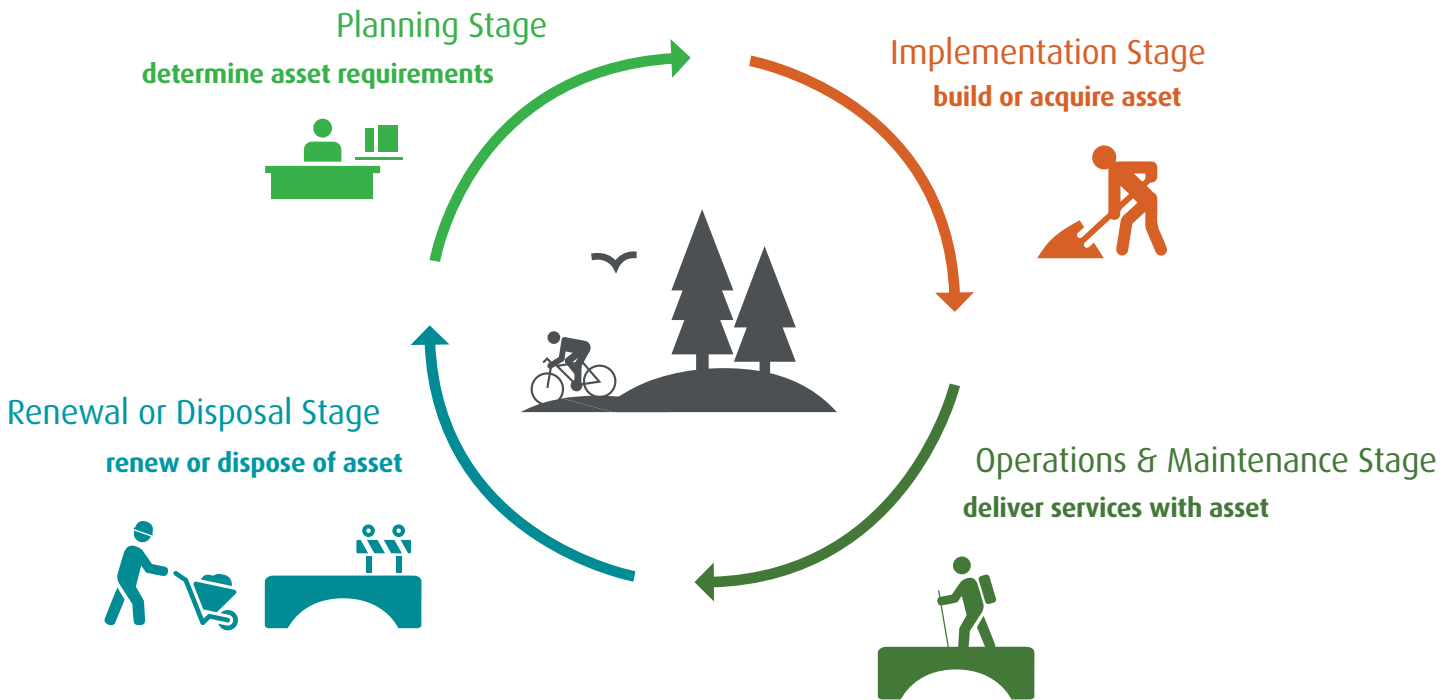 Planning Stage
determine asset requirements
Implementation Stage
build or acquire asset
Operations & Maintenance Stage
deliver services with asset
Renewal or Disposal Stage
renew or dispose of asset